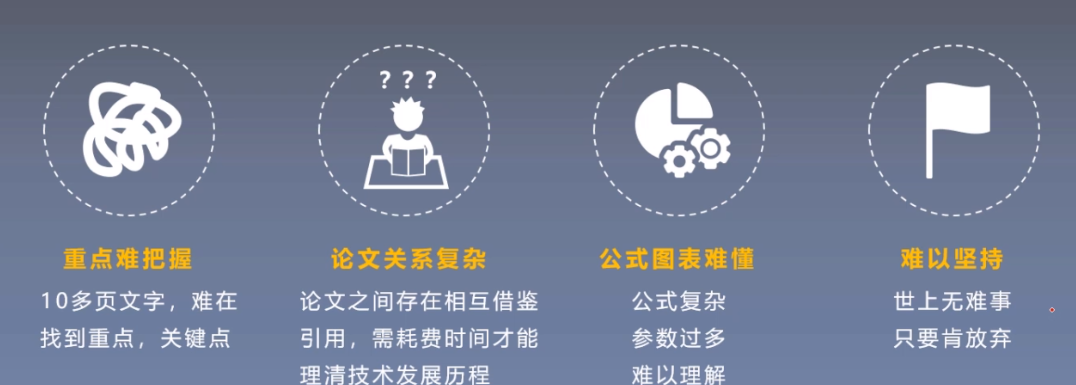 ? ? ?
重点难把握
10多页文字，难在
找到重点，关键点
论文关系复杂
论文之间存在相互借鉴
引用，需耗费时间才能
理清技术发展历程
公式图表难懂
公式复杂
参数过多
难以理解
难以坚持
世上无难事
只要肯放弃